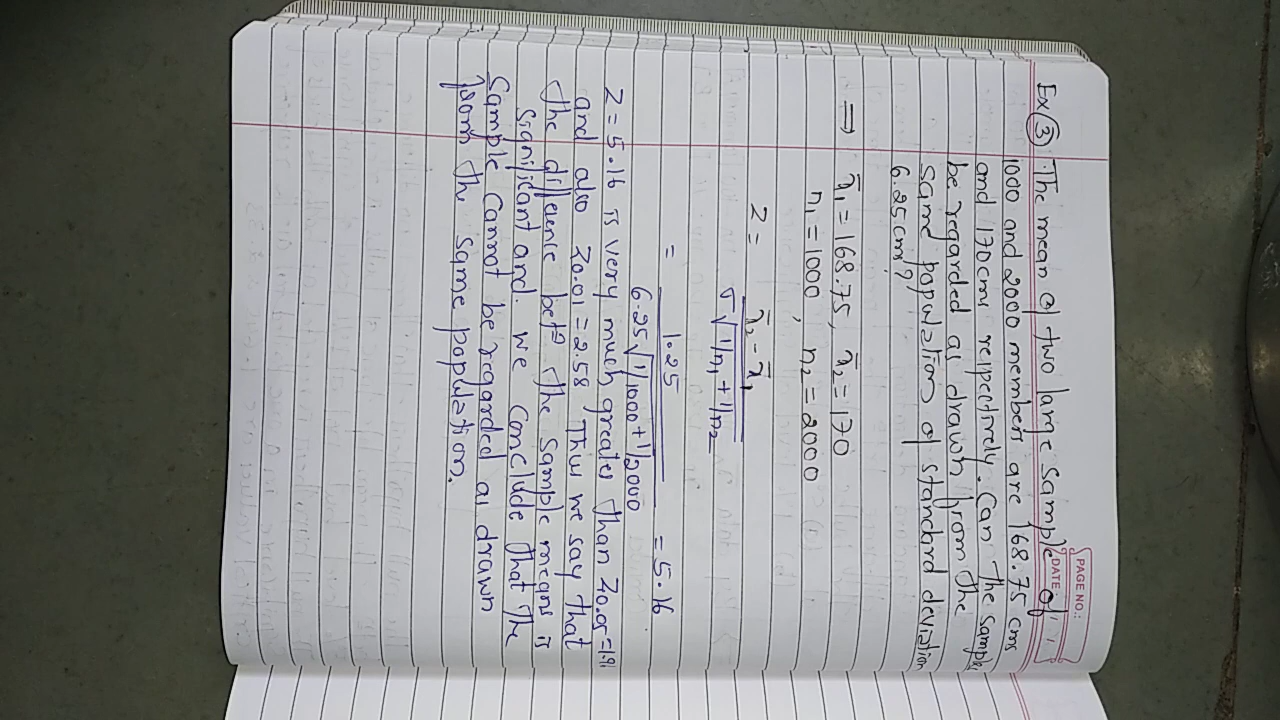 PAGE NO.:
DATE
Ex ③ The mean of two large sample of
1000 and 2000 members are 168.75 cms
and 170 cms respectively. Can the sample
be regarded as drawn from the
same population of standard deviation
6.25 cm?
⇒ x̄₁ = 168.75, x̄₂ = 170
n₁ = 1000, n₂ = 2000
Z = x̄₂ - x̄₁ / σ√1/n₁ + 1/n₂
= 1.25 / 6.25√1/1000 + 1/2000 = 5.16
Z = 5.16 is very much greater than Z0.05 = 1.96
and also Z0.01 = 2.58 Thus we say that
the difference betⁿ the sample means is
significant and we conclude that the
sample cannot be regarded as drawn
from the same population.